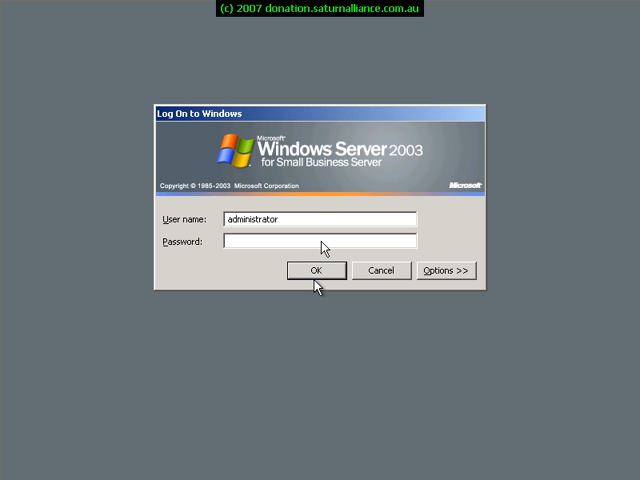 (c) 2007 donation.saturnalliance.com.au
Log On to Windows
Microsoft
Windows Server 2003
for Small Business Server
Copyright © 1985-2003 Microsoft Corporation
Microsoft
User name:
administrator
Password:
OK
Cancel
Options >>